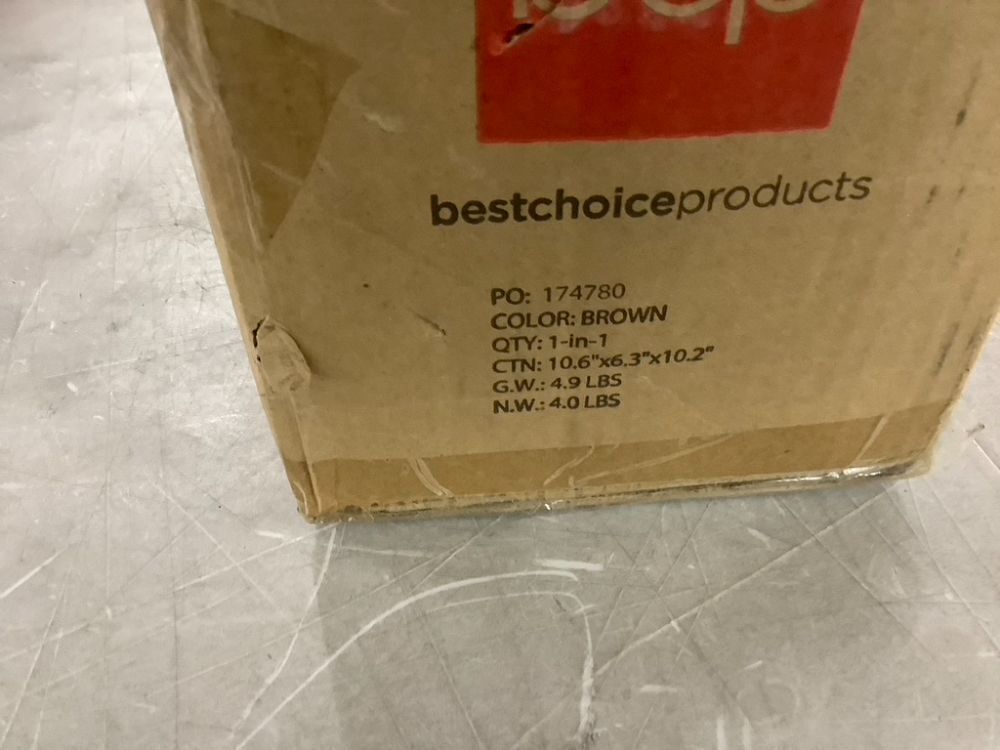 bestchoiceproducts
PO: 174780
COLOR: BROWN
QTY: 1-in-1
CTN: 10.6"x6.3"x10.2"
G.W.: 4.9 LBS
N.W.: 4.0 LBS